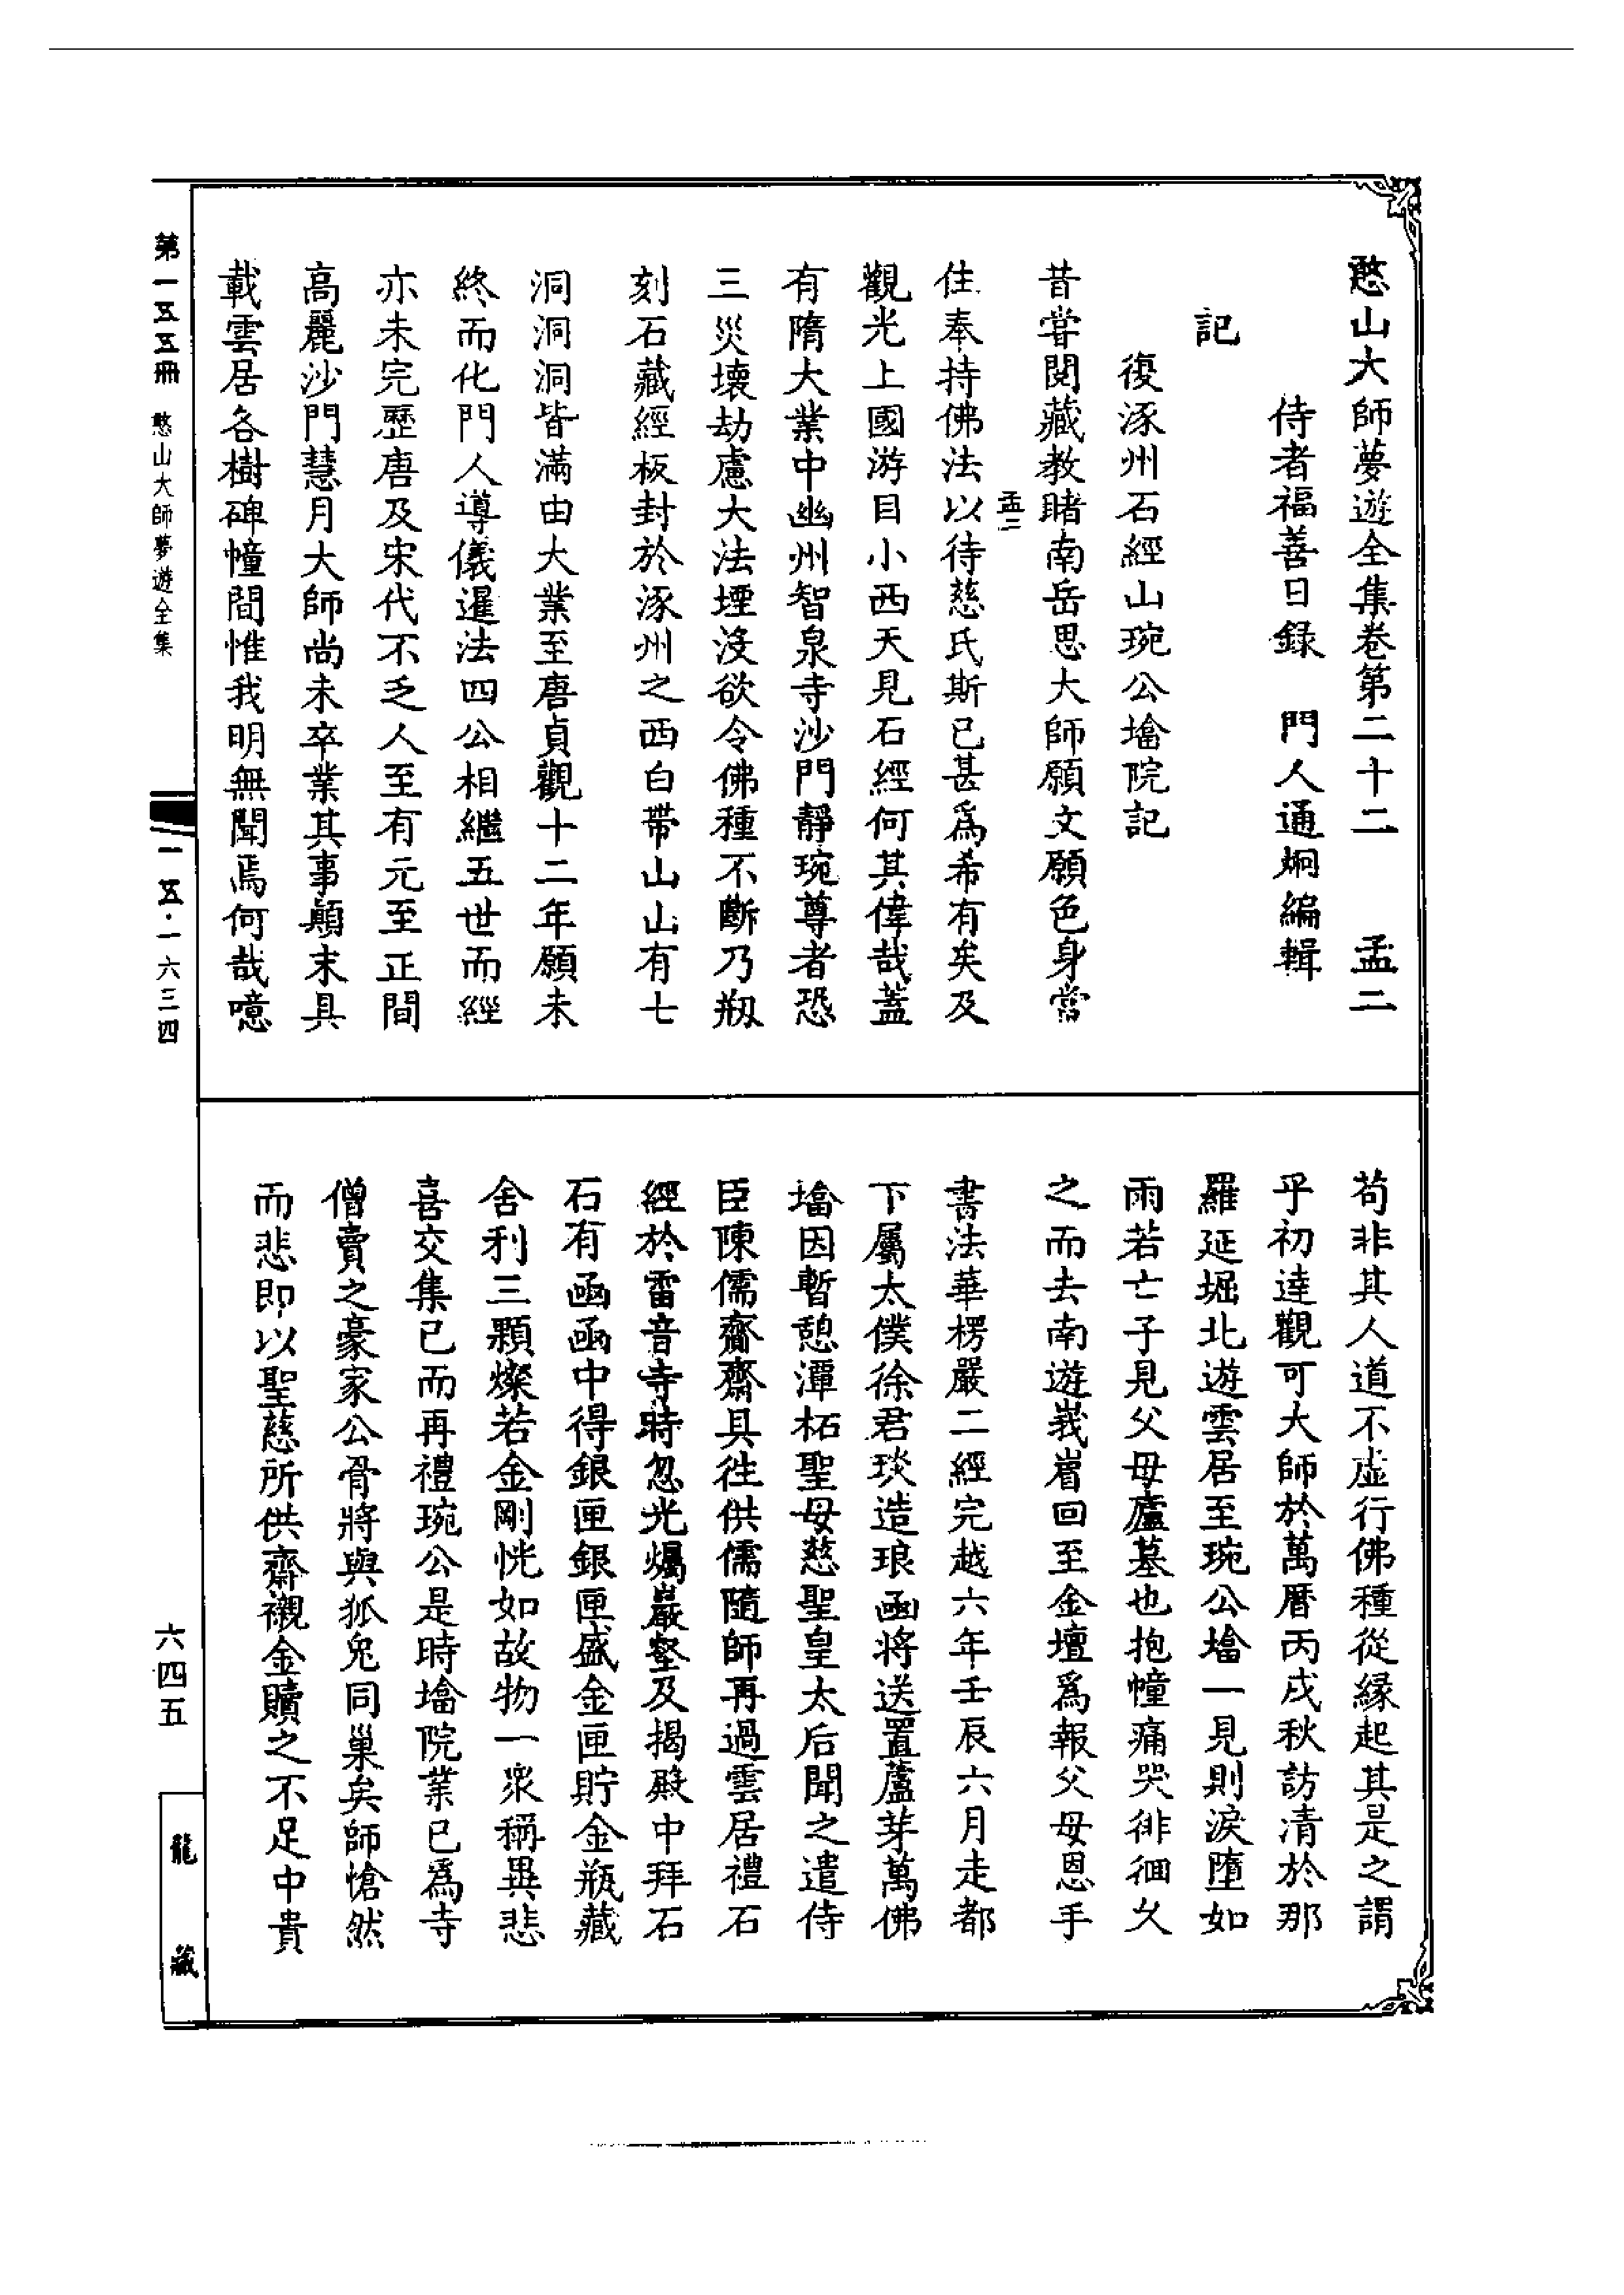 憨山大師夢遊全集卷第二十二　孟二
侍者福善日錄　門人通炯編輯
記
復涿州石經山琬公墖院記
昔嘗閱藏教睹南岳思大師願文願色身當
孟二
住奉持佛法以待慈氏斯已甚爲希有矣及
觀光上國游目小西天見石經何其偉哉蓋
有隋大業中幽州智泉寺沙門靜琬尊者恐
三災壞劫慮大法堙沒欲令佛種不斷乃剏
刻石藏經板封於涿州之西白帶山山有七
洞洞洞皆滿由大業至唐貞觀十二年願未
終而化門人導儀暹法四公相繼五世而經
亦未完歷唐及宋代不乏人至有元至正間
高麗沙門慧月大師尚未卒業其事顛末具
載雲居各樹碑幢間惟我明無聞焉何哉噫
苟非其人道不虛行佛種從緣起其是之謂
乎初達觀可大師於萬曆丙戌秋訪清於那
羅延堀北遊雲居至琬公墖一見則淚墮如
雨若亡子見父母廬墓也抱幢痛哭徘徊久
之而去南遊峩嵋回至金壇爲報父母恩手
書法華楞嚴二經完越六年壬辰六月走都
下屬太僕徐君琰造琅函將送置蘆芽萬佛
墖因暫憩潭柘聖母慈聖皇太后聞之遣侍
臣陳儒齎齋具往供儒隨師再過雲居禮石
經於雷音寺時忽光爥巖壑及揭殿中拜石
石有函函中得銀匣銀匣盛金匣貯金瓶藏
舍利三顆燦若金剛恍如故物一衆稱異悲
喜交集已而再禮琬公是時墖院業已爲寺
僧賣之豪家公骨將與狐兔同巢矣師愴然
而悲即以聖慈所供齋襯金贖之不足中貴
第一五五冊　憨山大師夢遊全集
一五·一六三四
六四五
龍藏